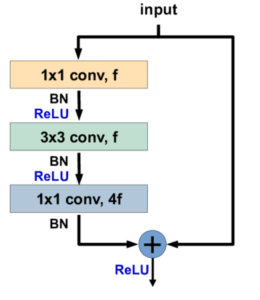 input
1x1 conv, f
BN
ReLU
3x3 conv, f
BN
ReLU
1x1 conv, 4f
BN
+
ReLU